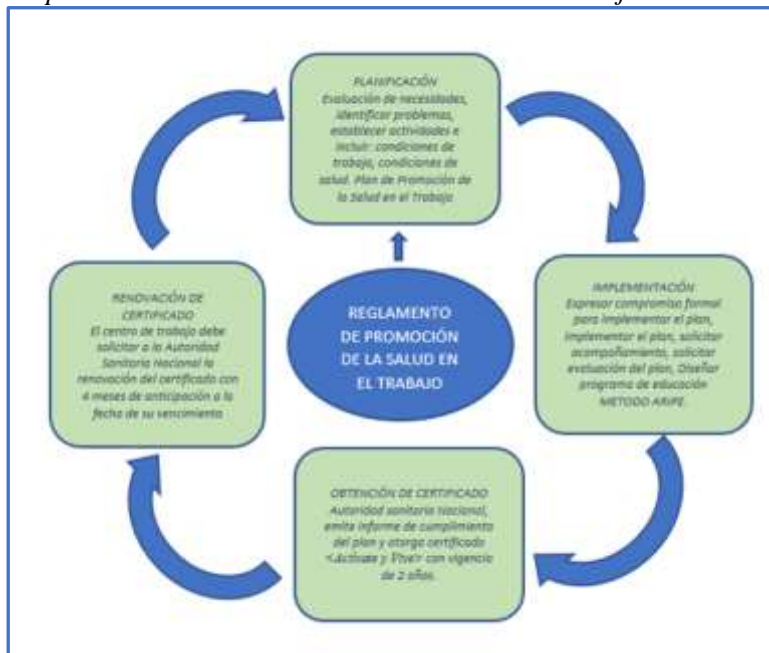 PLANIFICACIÓN
Evaluación de necesidades,
identificar problemas,
establecer actividades e
incluir: condiciones de
trabajo, condiciones de
salud. Plan de Promoción de
la Salud en el Trabajo
IMPLEMENTACIÓN
Expresar compromiso formal
para implementar el plan,
implementar el plan, solicitar
acompañamiento, solicitar
evaluación del plan, Diseñar
programa de educación
METODO ARIPE.
OBTENCIÓN DE CERTIFICADO
Autoridad sanitaria Nacional,
emite informe de cumplimiento
del plan y otorga certificado
<Actívate y Vive> con vigencia
de 2 años.
RENOVACIÓN DE
CERTIFICADO
El centro de trabajo debe
solicitar a la Autoridad
Sanitaria Nacional la
renovación del certificado con
4 meses de anticipación a la
fecha de su vencimiento
REGLAMENTO
DE PROMOCIÓN
DE LA SALUD EN
EL TRABAJO